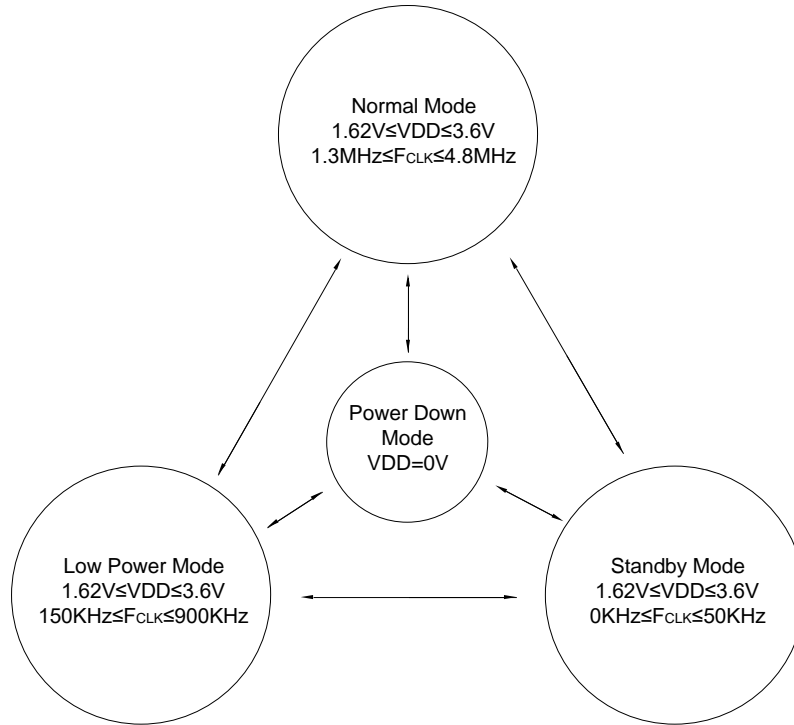 Normal Mode
1.62V≤VDD≤3.6V
1.3MHz≤FCLK≤4.8MHz
Power Down
Mode
VDD=0V
Low Power Mode
1.62V≤VDD≤3.6V
150KHz≤FCLK≤900KHz
Standby Mode
1.62V≤VDD≤3.6V
0KHz≤FCLK≤50KHz